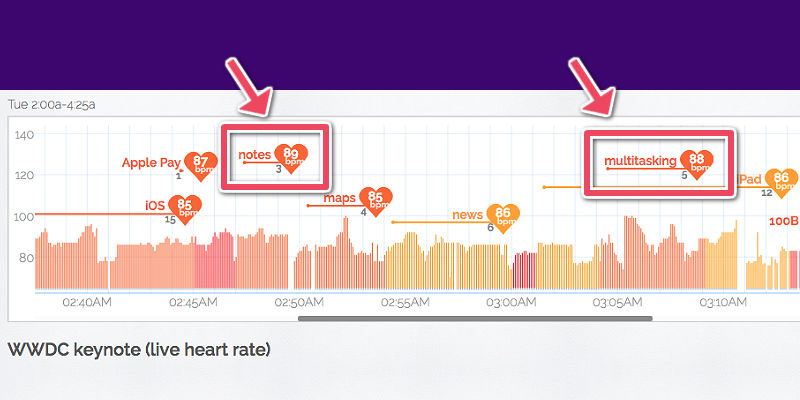 Tue 2:00a-4:25a
140
120
100
80
Apple Pay 87 bpm
1
notes 89 bpm
3
multitasking 88 bpm
5
iPad 86 bpm
12
iOS 85 bpm
15
maps 85 bpm
4
news 86 bpm
6
100B
02:40AM 02:45AM 02:50AM 02:55AM 03:00AM 03:05AM 03:10AM
WWDC keynote (live heart rate)